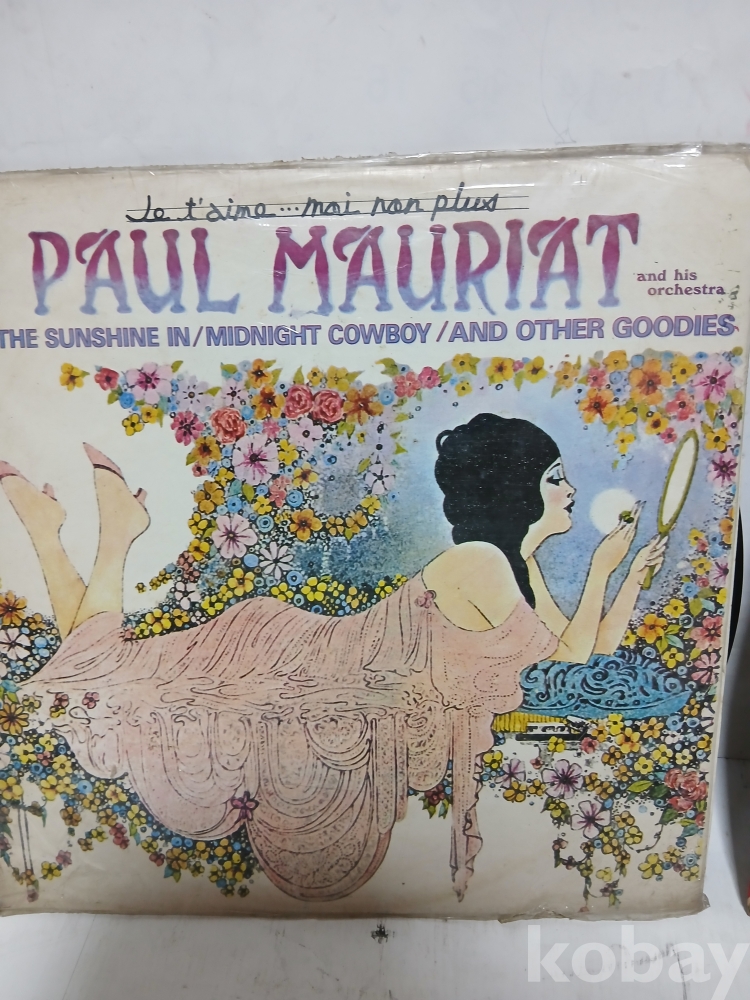 Je t'aime...moi non plus
PAUL MAURIAT
and his
orchestra
THE SUNSHINE IN/MIDNIGHT COWBOY/AND OTHER GOODIES
kobay